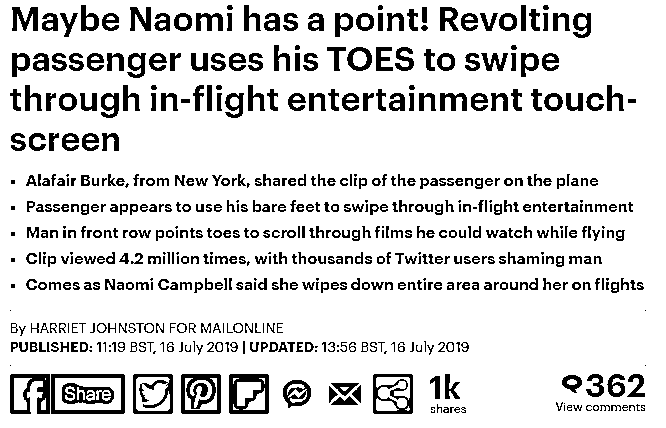 Maybe Naomi has a point! Revolting
passenger uses his TOES to swipe
through in-flight entertainment touch-
screen
▪ Alafair Burke, from New York, shared the clip of the passenger on the plane
▪ Passenger appears to use his bare feet to swipe through in-flight entertainment
▪ Man in front row points toes to scroll through films he could watch while flying
▪ Clip viewed 4.2 million times, with thousands of Twitter users shaming man
▪ Comes as Naomi Campbell said she wipes down entire area around her on flights
By HARRIET JOHNSTON FOR MAILONLINE
PUBLISHED: 11:19 BST, 16 July 2019 | UPDATED: 13:56 BST, 16 July 2019
Share 1k 362
shares View comments